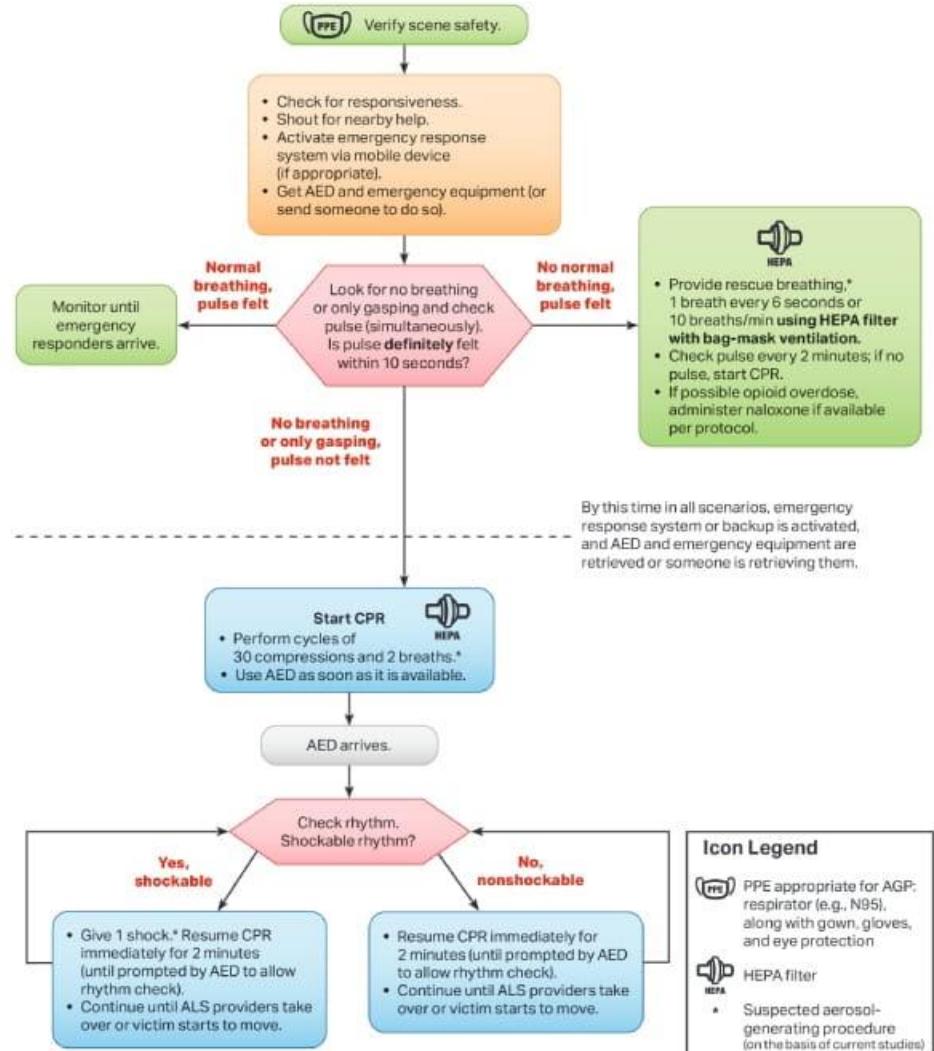 PPE
Verify scene safety.
• Check for responsiveness.
• Shout for nearby help.
• Activate emergency response
system via mobile device
(if appropriate).
• Get AED and emergency equipment (or
send someone to do so).
Normal
breathing,
pulse felt
Monitor until
emergency
responders arrive.
Look for no breathing
or only gasping and check
pulse (simultaneously).
Is pulse definitely felt
within 10 seconds?
No normal
breathing,
pulse felt
HEPA
• Provide rescue breathing,*
1 breath every 6 seconds or
10 breaths/min using HEPA filter
with bag-mask ventilation.
• Check pulse every 2 minutes; if no
pulse, start CPR.
• If possible opioid overdose,
administer naloxone if available
per protocol.
No breathing
or only gasping,
pulse not felt
By this time in all scenarios, emergency
response system or backup is activated,
and AED and emergency equipment are
retrieved or someone is retrieving them.
Start CPR
HEPA
• Perform cycles of
30 compressions and 2 breaths.*
• Use AED as soon as it is available.
AED arrives.
Check rhythm.
Shockable rhythm?
Yes,
shockable
No,
nonshockable
• Give 1 shock.* Resume CPR
immediately for 2 minutes
(until prompted by AED to allow
rhythm check).
• Continue until ALS providers take
over or victim starts to move.
• Resume CPR immediately for
2 minutes (until prompted by AED
to allow rhythm check).
• Continue until ALS providers take
over or victim starts to move.
Icon Legend
PPE
PPE appropriate for AGP:
respirator (e.g., N95),
along with gown, gloves,
and eye protection
HEPA
HEPA filter
* Suspected aerosol-
generating procedure
(on the basis of current studies)